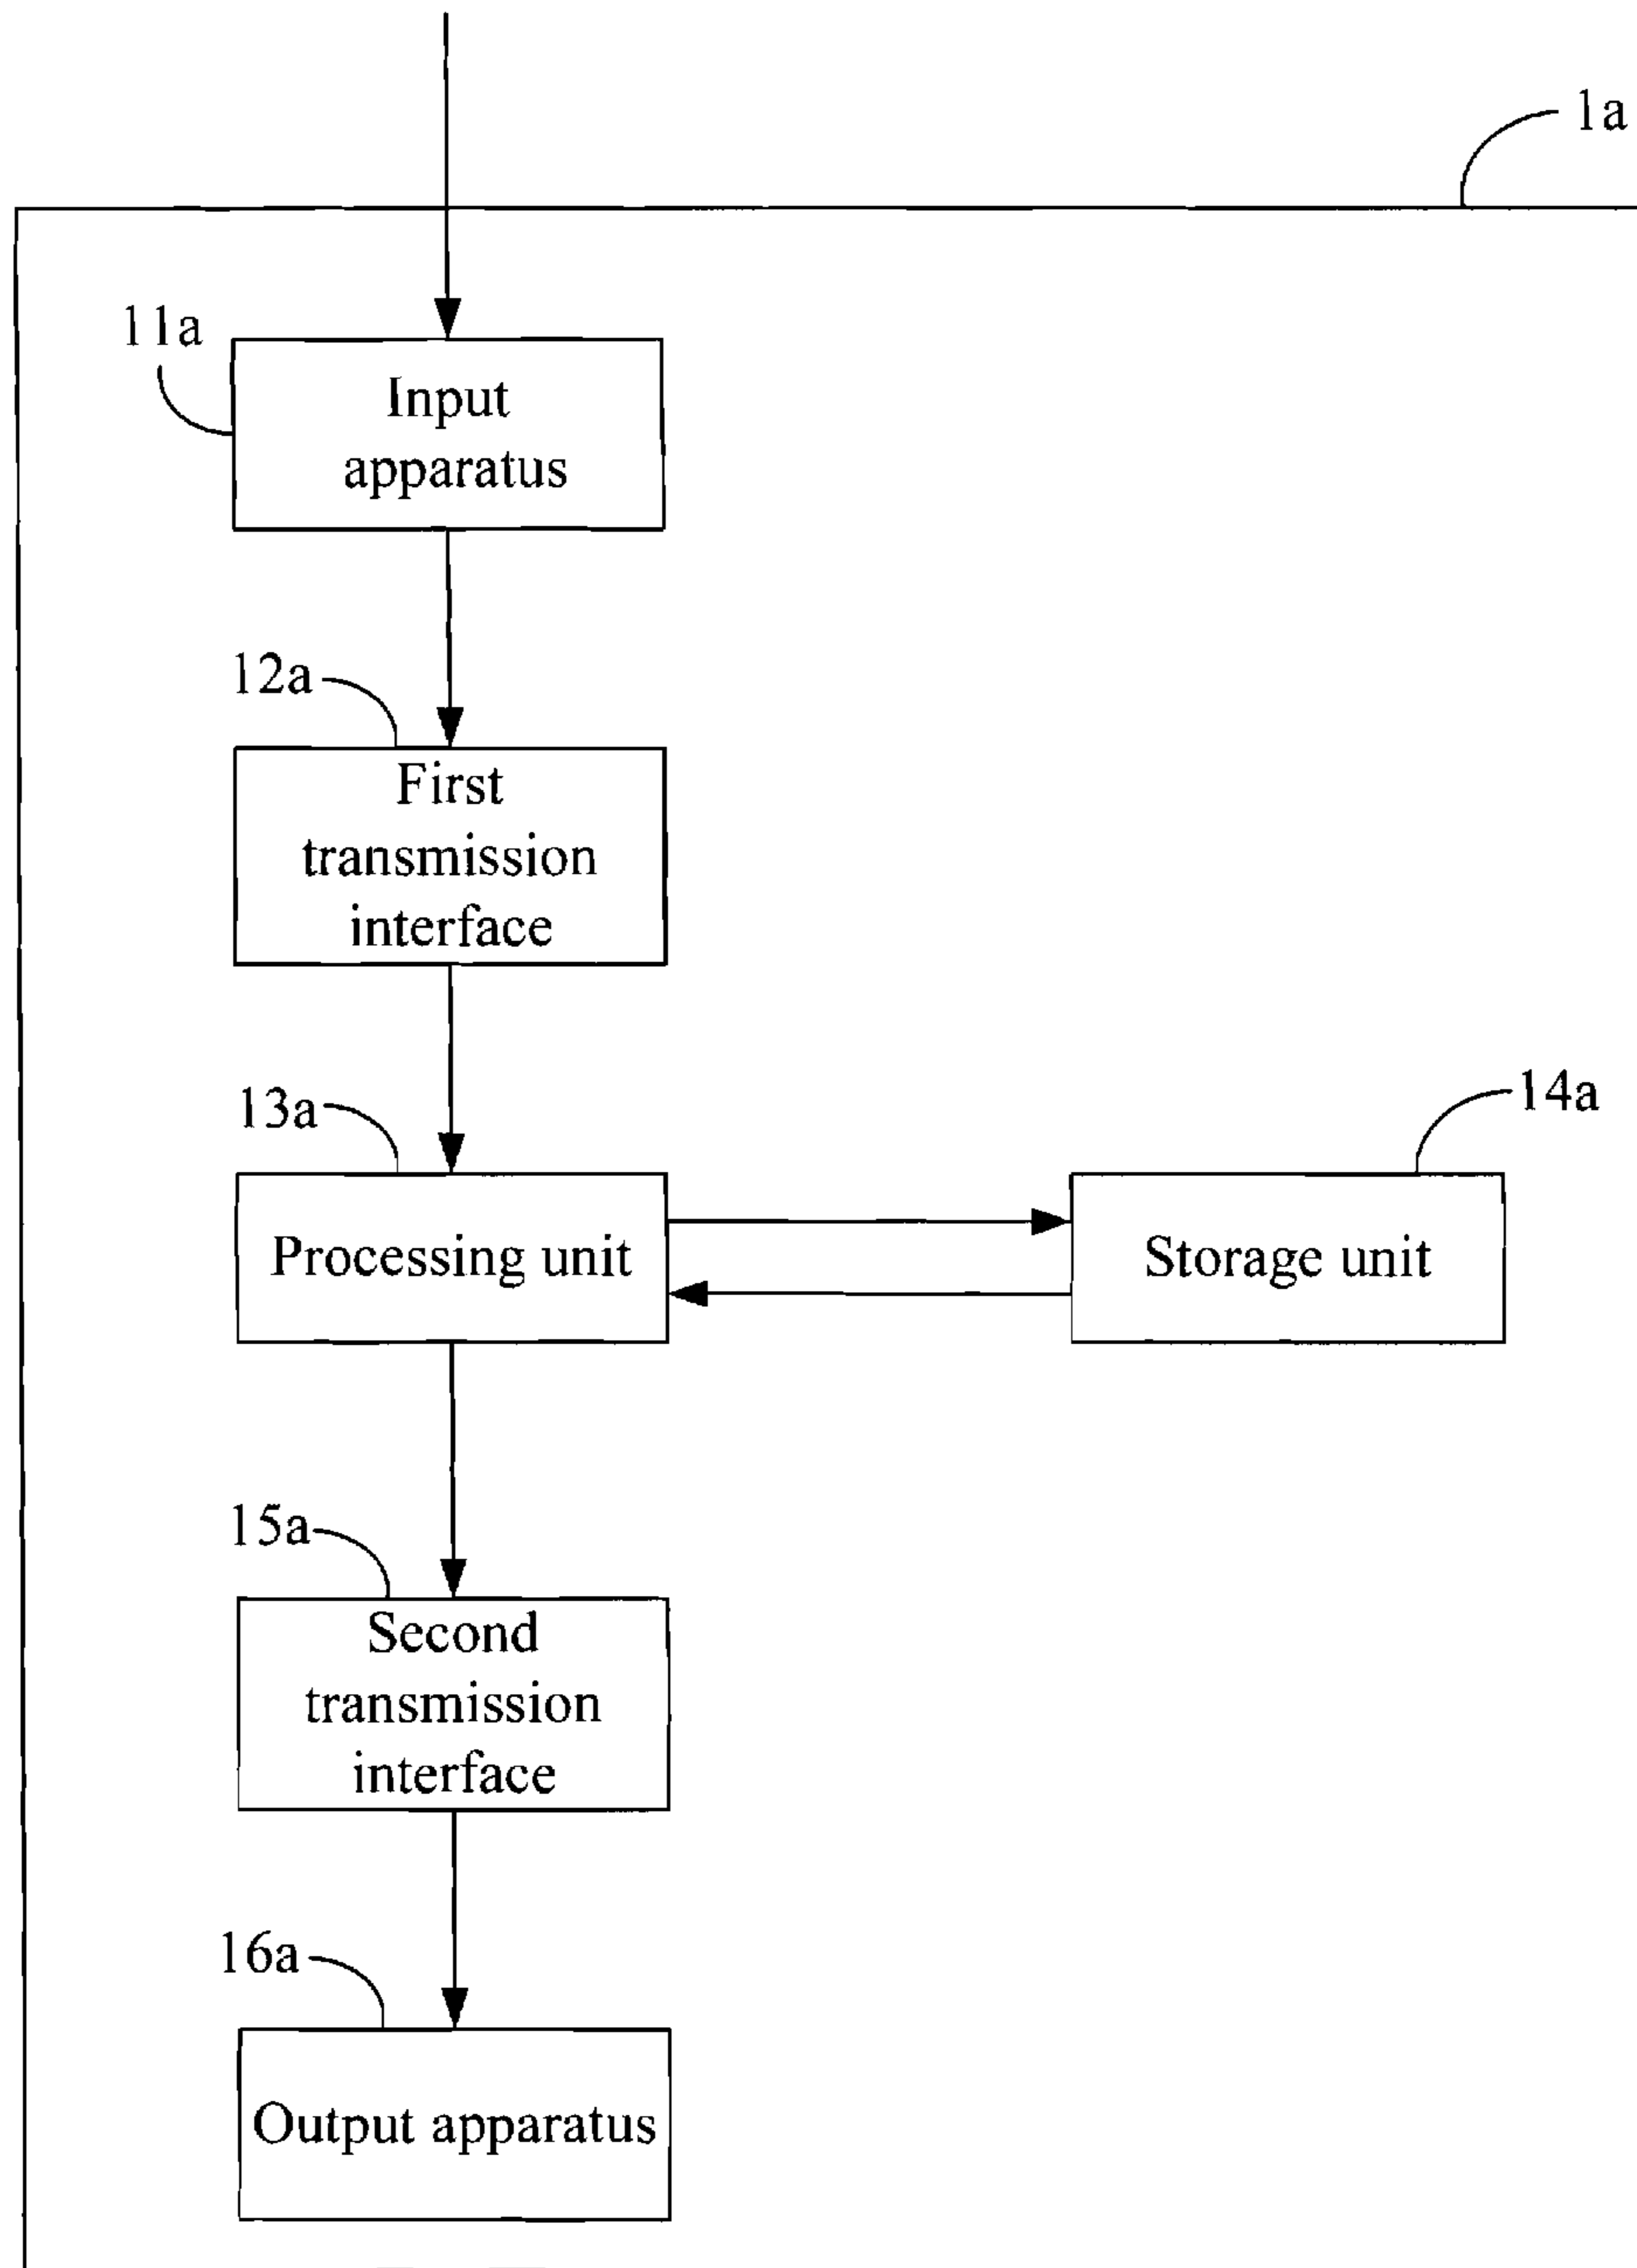 1a
11a
Input
apparatus
12a
First
transmission
interface
13a
14a
Processing unit
Storage unit
15a
Second
transmission
interface
16a
Output apparatus